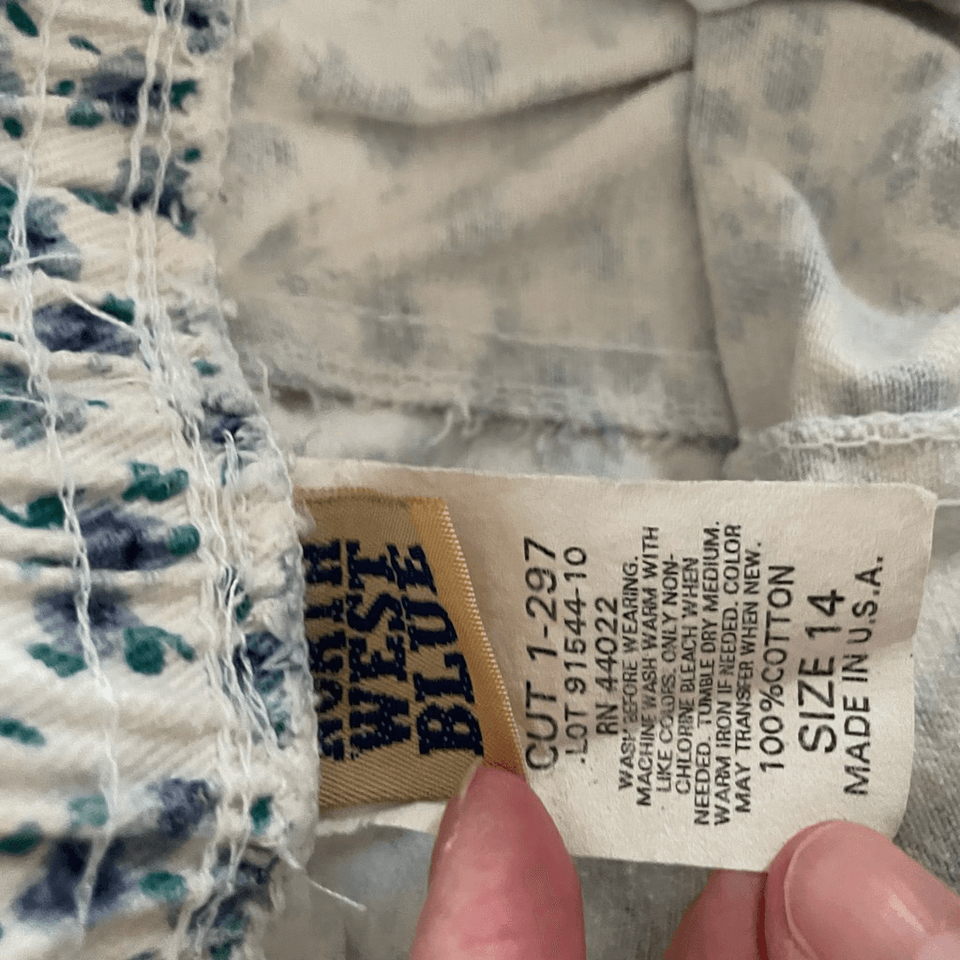 NORTH
WEST
BLUE
CUT 1-297
LOT 91544-10
RN 44022
WASH BEFORE WEARING.
MACHINE WASH WARM WITH
LIKE COLORS. ONLY NON-
CHLORINE BLEACH WHEN
NEEDED. TUMBLE DRY MEDIUM.
WARM IRON IF NEEDED. COLOR
MAY TRANSFER WHEN NEW.
100%COTTON
SIZE 14
MADE IN U.S.A.